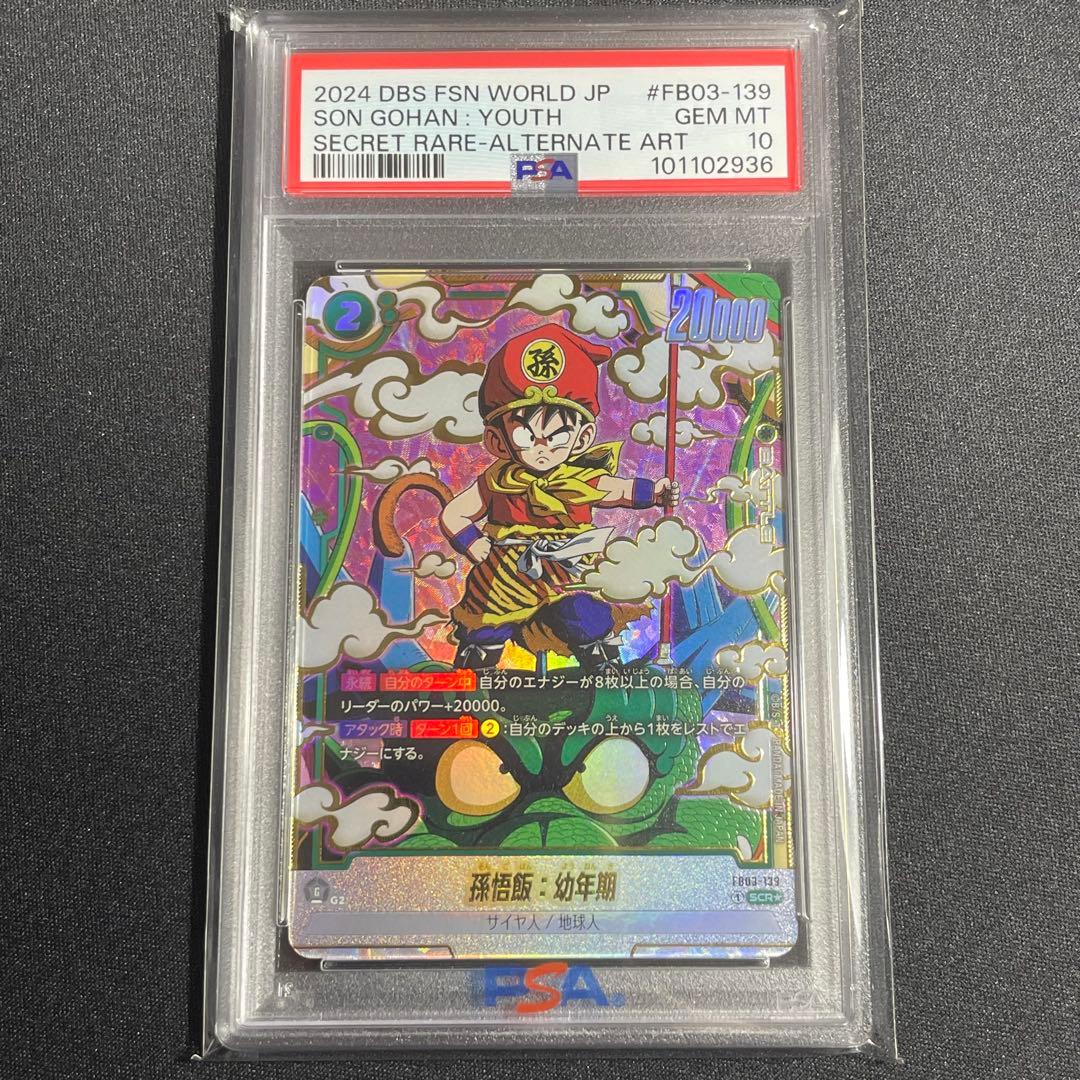 2024 DBS FSN WORLD JP #FB03-139
SON GOHAN : YOUTH GEM MT
SECRET RARE-ALTERNATE ART 10
PSA 101102936
2 20000
孫
BATTLE
永続 自分のターン中 自分のエナジーが8枚以上の場合、自分の
リーダーのパワー+20000。
アタック時 ターン1回 2:自分のデッキの上から1枚をレストでエ
ナジーにする。
MADE IN JAPAN
FB03-139
孫悟飯:幼年期
G G2 1 SCR★
サイヤ人 / 地球人
PSA®